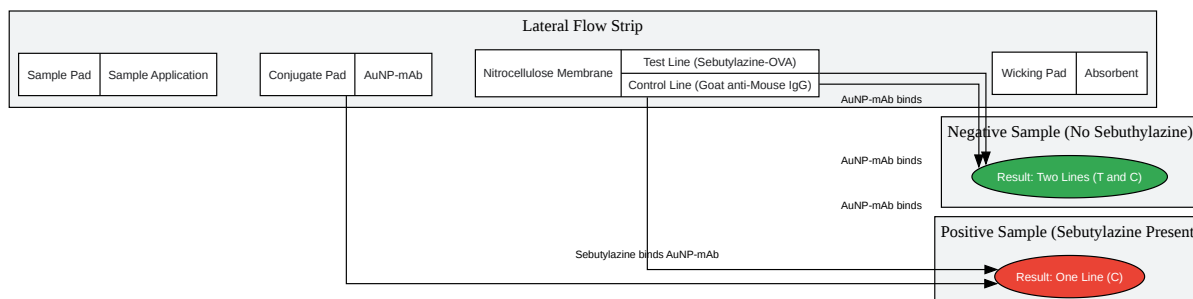 Lateral Flow Strip
Sample Pad
Sample Application
Conjugate Pad
AuNP-mAb
Nitrocellulose Membrane
Test Line (Sebutylazine-OVA)
Control Line (Goat anti-Mouse IgG)
Wicking Pad
Absorbent
AuNP-mAb binds
Negative Sample (No Sebuthylazine)
AuNP-mAb binds
Result: Two Lines (T and C)
AuNP-mAb binds
Positive Sample (Sebutylazine Present
Sebutylazine binds AuNP-mAb
Result: One Line (C)